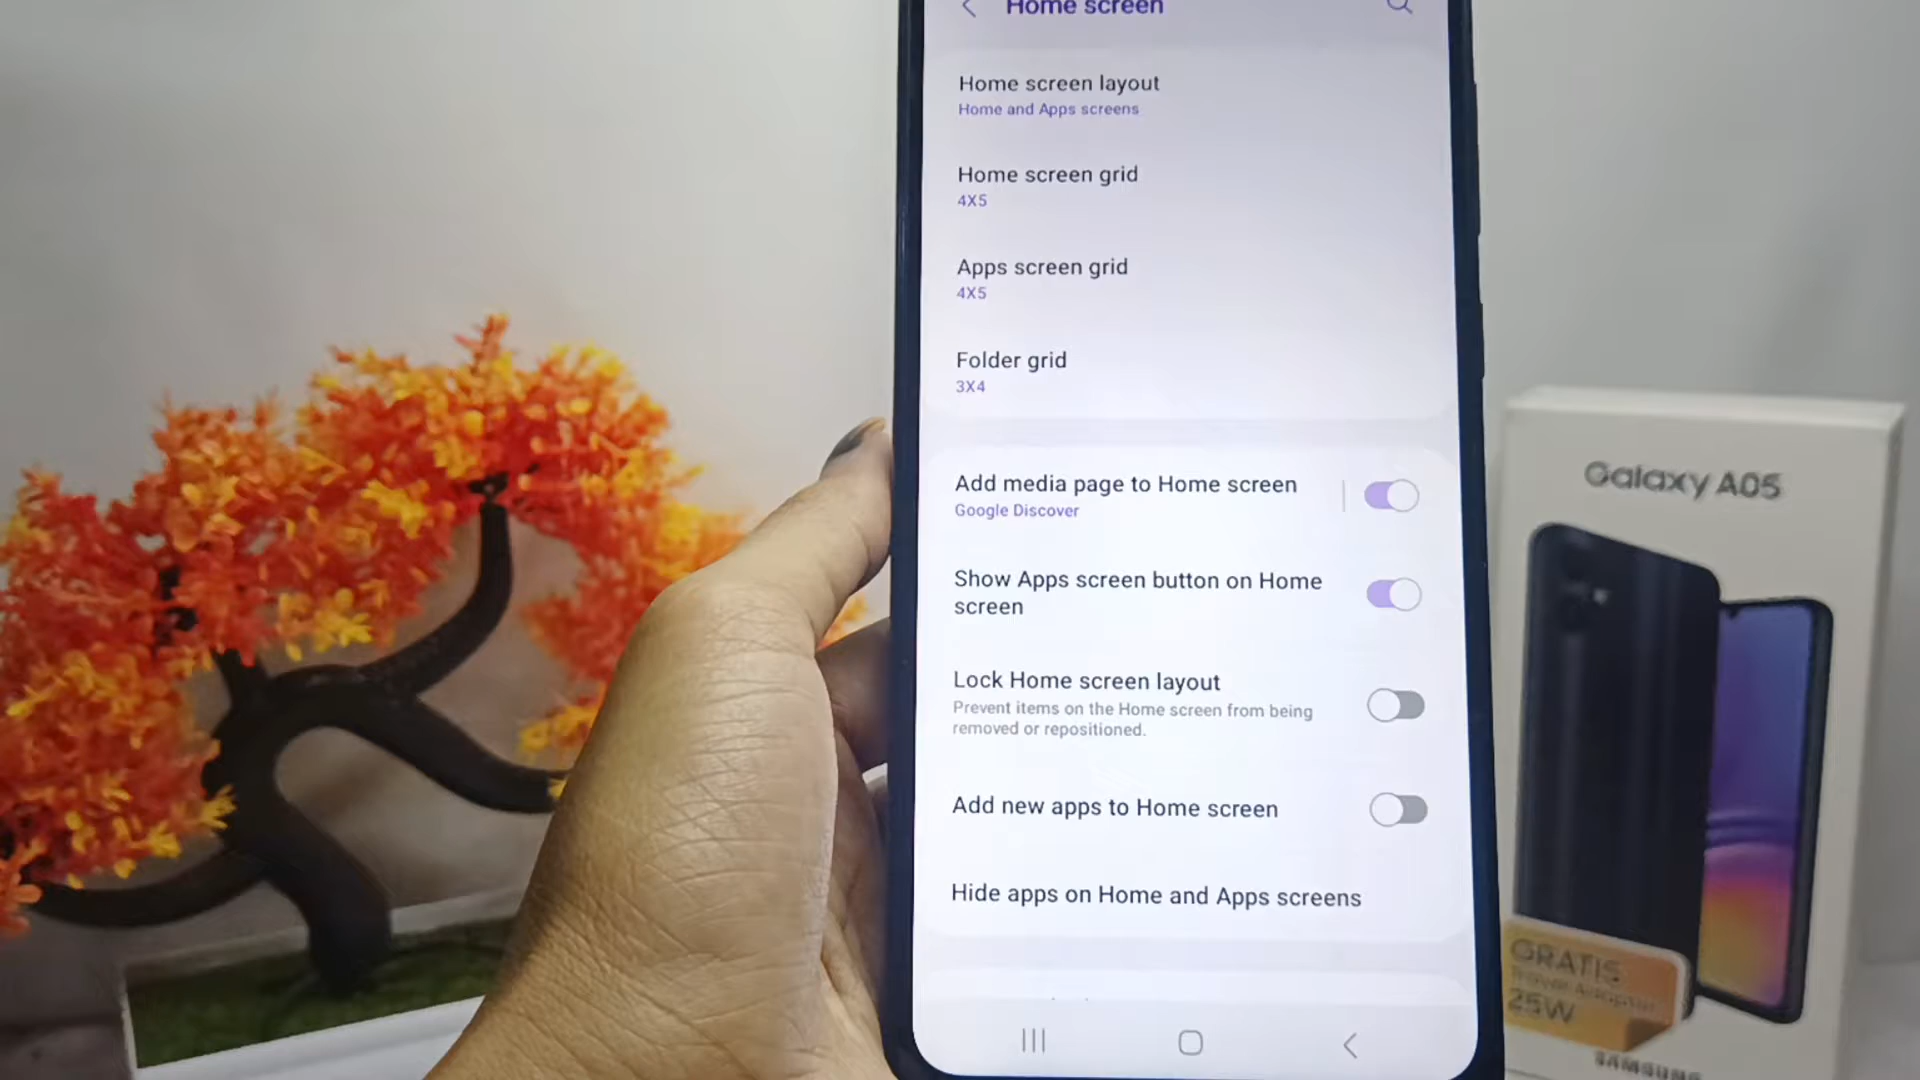 Home screen
Home screen layout
Home and Apps screens
Home screen grid
4X5
Apps screen grid
4X5
Folder grid
3X4
Add media page to Home screen
Google Discover
Show Apps screen button on Home
screen
Lock Home screen layout
Prevent items on the Home screen from being
removed or repositioned.
Add new apps to Home screen
Hide apps on Home and Apps screens
Galaxy A05
GRATIS
25W
SAMSUNG